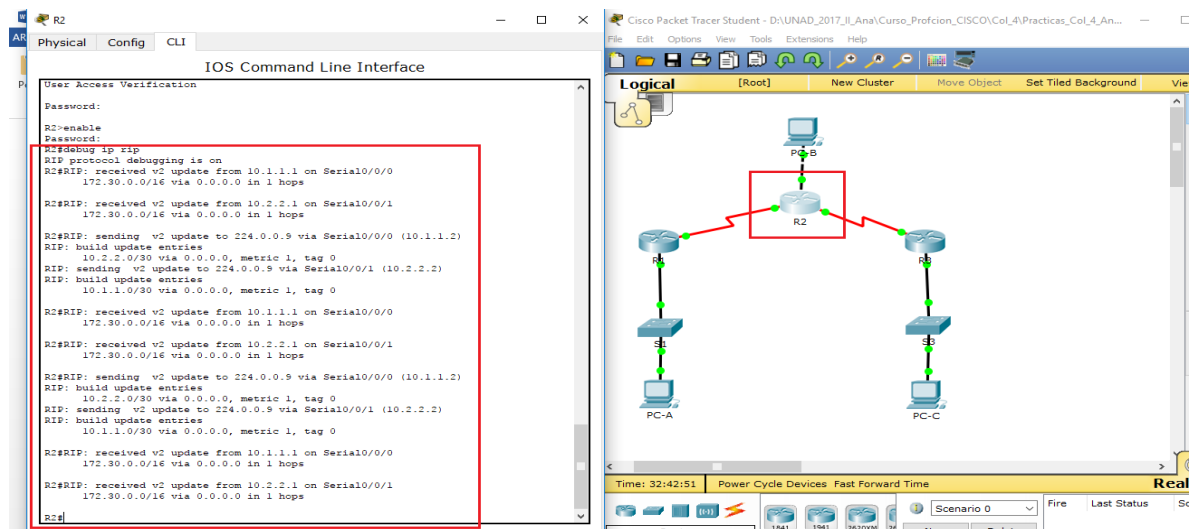 R2
Physical Config CLI
IOS Command Line Interface
User Access Verification
Password:
R2>enable
Password:
R2#debug ip rip
RIP protocol debugging is on
R2#RIP: received v2 update from 10.1.1.1 on Serial0/0/0
172.30.0.0/16 via 0.0.0.0 in 1 hops
R2#RIP: received v2 update from 10.2.2.1 on Serial0/0/1
172.30.0.0/16 via 0.0.0.0 in 1 hops
R2#RIP: sending v2 update to 224.0.0.9 via Serial0/0/0 (10.1.1.2)
RIP: build update entries
10.2.2.0/30 via 0.0.0.0, metric 1, tag 0
RIP: sending v2 update to 224.0.0.9 via Serial0/0/1 (10.2.2.2)
RIP: build update entries
10.1.1.0/30 via 0.0.0.0, metric 1, tag 0
R2#RIP: received v2 update from 10.1.1.1 on Serial0/0/0
172.30.0.0/16 via 0.0.0.0 in 1 hops
R2#RIP: received v2 update from 10.2.2.1 on Serial0/0/1
172.30.0.0/16 via 0.0.0.0 in 1 hops
R2#RIP: sending v2 update to 224.0.0.9 via Serial0/0/0 (10.1.1.2)
RIP: build update entries
10.2.2.0/30 via 0.0.0.0, metric 1, tag 0
RIP: sending v2 update to 224.0.0.9 via Serial0/0/1 (10.2.2.2)
RIP: build update entries
10.1.1.0/30 via 0.0.0.0, metric 1, tag 0
R2#RIP: received v2 update from 10.1.1.1 on Serial0/0/0
172.30.0.0/16 via 0.0.0.0 in 1 hops
R2#RIP: received v2 update from 10.2.2.1 on Serial0/0/1
172.30.0.0/16 via 0.0.0.0 in 1 hops
R2#
Cisco Packet Tracer Student - D:\UNAD_2017_II_Ana\Curso_Profcion_CISCO\Col_4\Practicas_Col_4_An...
File Edit Options View Tools Extensions Help
Logical [Root] New Cluster Move Object Set Tiled Background
PC-B
R2
R1 R3
S1 S3
PC-A PC-C
Time: 32:42:51 Power Cycle Devices Fast Forward Time Real
Scenario 0 Fire Last Status
1841 1941 2620XM